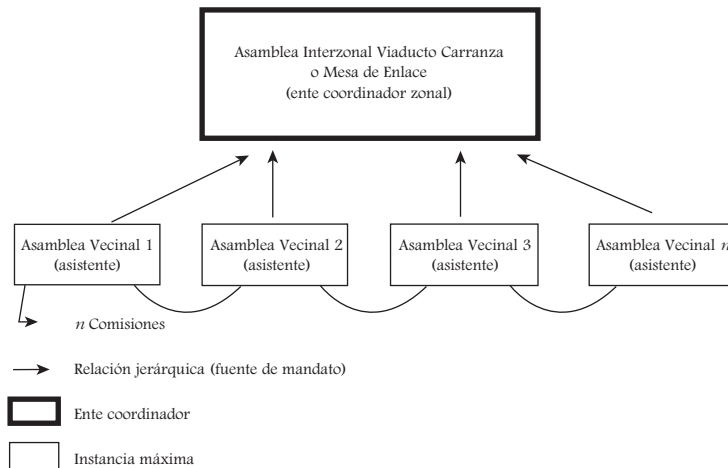 Asamblea Interzonal Viaducto Carranza
o Mesa de Enlace
(ente coordinador zonal)
Asamblea Vecinal 1
(asistente)
Asamblea Vecinal 2
(asistente)
Asamblea Vecinal 3
(asistente)
Asamblea Vecinal n
(asistente)
n Comisiones
Relación jerárquica (fuente de mandato)
Ente coordinador
Instancia máxima